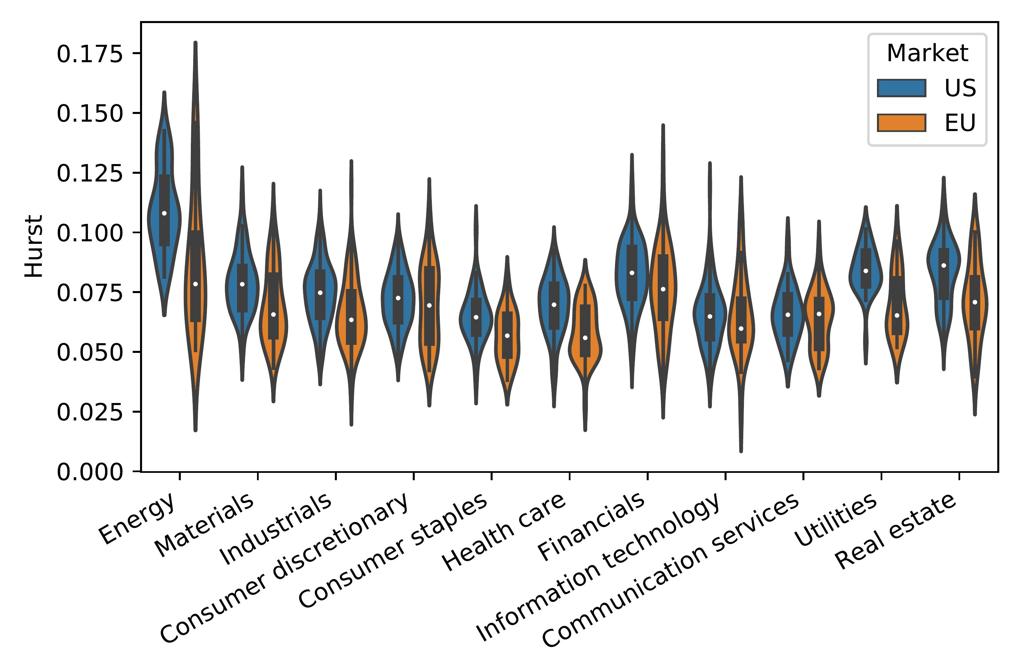 Market
US
EU
Hurst
0.175
0.150
0.125
0.100
0.075
0.050
0.025
0.000
Energy
Materials
Industrials
Consumer discretionary
Consumer staples
Health care
Financials
Information technology
Communication services
Utilities
Real estate